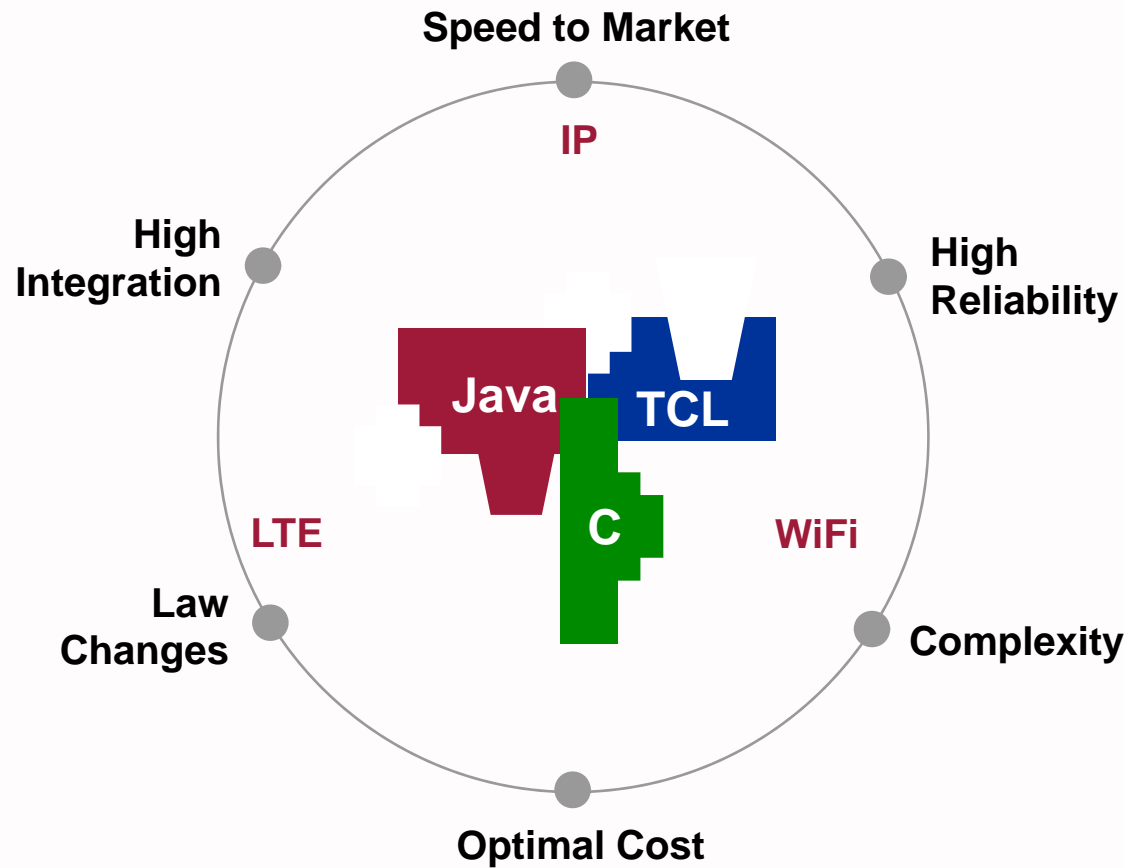 Speed to Market
IP
High
Integration
High
Reliability
Java
TCL
C
LTE
WiFi
Law
Changes
Complexity
Optimal Cost